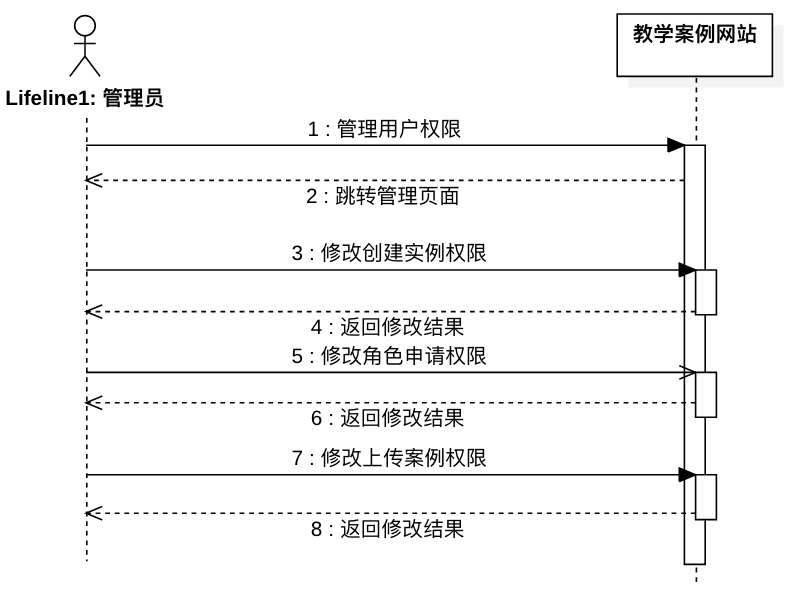 教学案例网站
Lifeline1: 管理员
1 : 管理用户权限
2 : 跳转管理页面
3 : 修改创建实例权限
4 : 返回修改结果
5 : 修改角色申请权限
6 : 返回修改结果
7 : 修改上传案例权限
8 : 返回修改结果